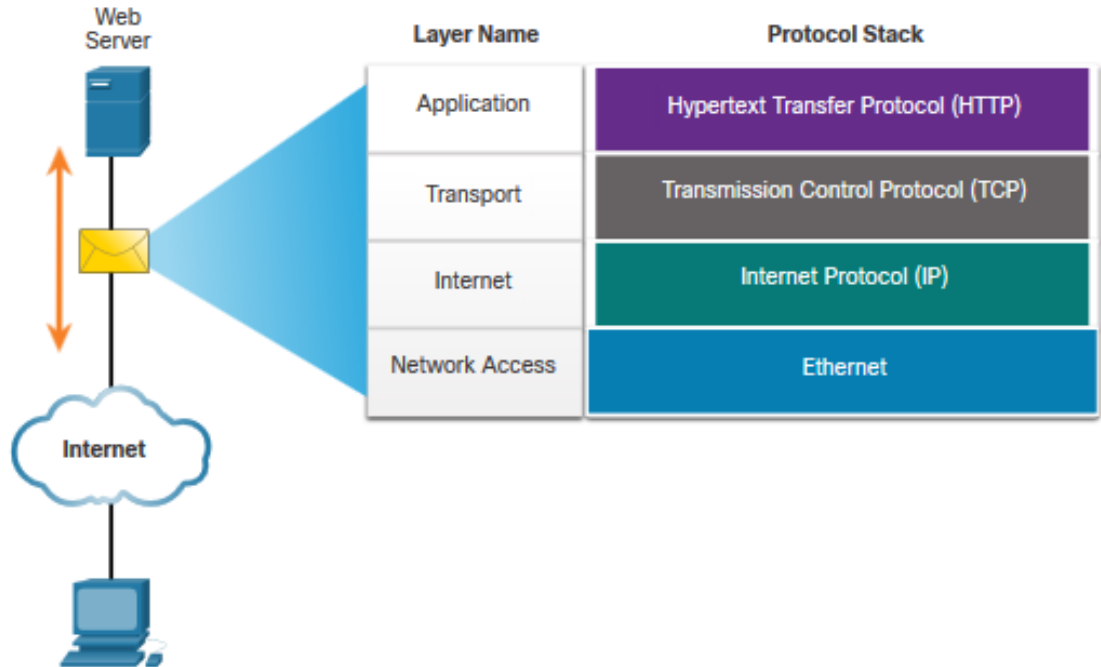 Web
Server
Layer Name
Protocol Stack
Application
Hypertext Transfer Protocol (HTTP)
Transport
Transmission Control Protocol (TCP)
Internet
Internet Protocol (IP)
Network Access
Ethernet
Internet